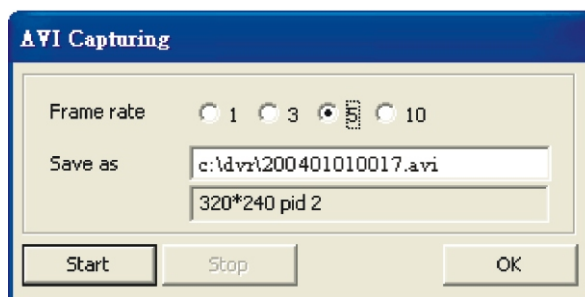 AVI Capturing
Frame rate 1 3 5 10
Save as c:\dvr\200401010017.avi
320*240 pid 2
Start Stop OK